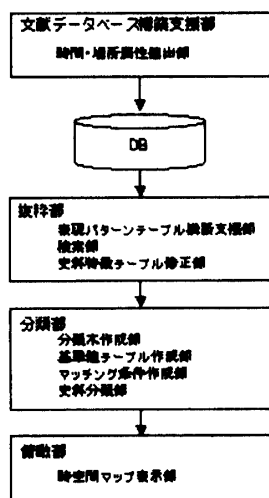 文献データベース構築支援部
時間・場所属性抽出部
DB
抜粋部
表現パターンテーブル構築支援部
検索部
史料特徴テーブル修正部
分類部
分類木作成部
基準値テーブル作成部
マッチング条件作成部
史料分類部
俯瞰部
時空間マップ表示部